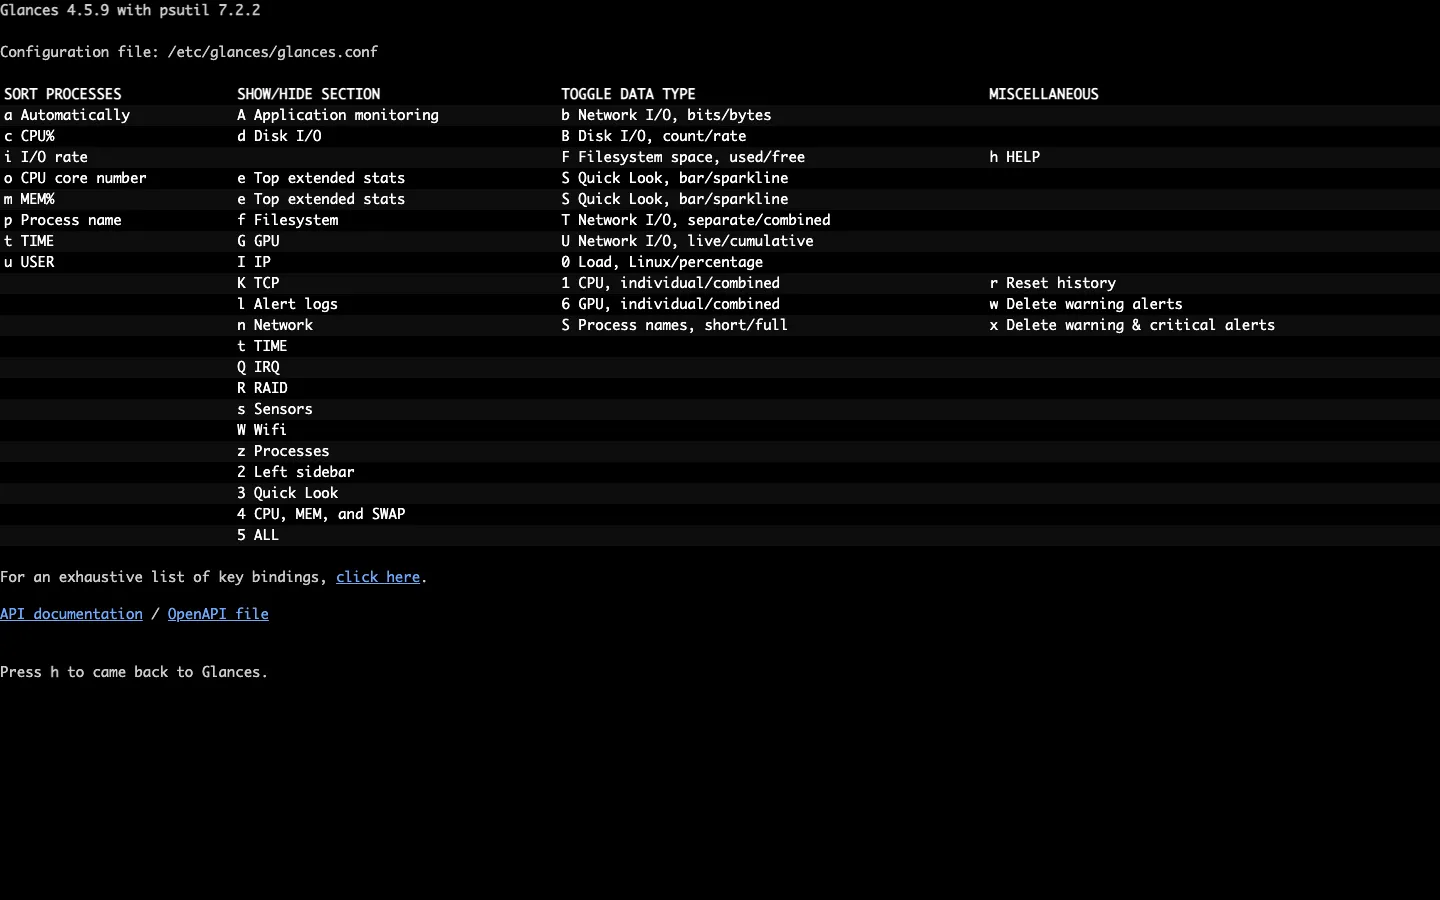 Glances 4.5.9 with psutil 7.2.2
Configuration file: /etc/glances/glances.conf
SORT PROCESSES SHOW/HIDE SECTION TOGGLE DATA TYPE MISCELLANEOUS
a Automatically A Application monitoring b Network I/O, bits/bytes
c CPU% d Disk I/O B Disk I/O, count/rate
i I/O rate F Filesystem space, used/free h HELP
o CPU core number e Top extended stats S Quick Look, bar/sparkline
m MEM% e Top extended stats S Quick Look, bar/sparkline
p Process name f Filesystem T Network I/O, separate/combined
t TIME G GPU U Network I/O, live/cumulative
u USER I IP 0 Load, Linux/percentage
K TCP 1 CPU, individual/combined r Reset history
l Alert logs 6 GPU, individual/combined w Delete warning alerts
n Network S Process names, short/full x Delete warning & critical alerts
t TIME
Q IRQ
R RAID
s Sensors
W Wifi
z Processes
2 Left sidebar
3 Quick Look
4 CPU, MEM, and SWAP
5 ALL
For an exhaustive list of key bindings, click here.
API documentation / OpenAPI file
Press h to came back to Glances.